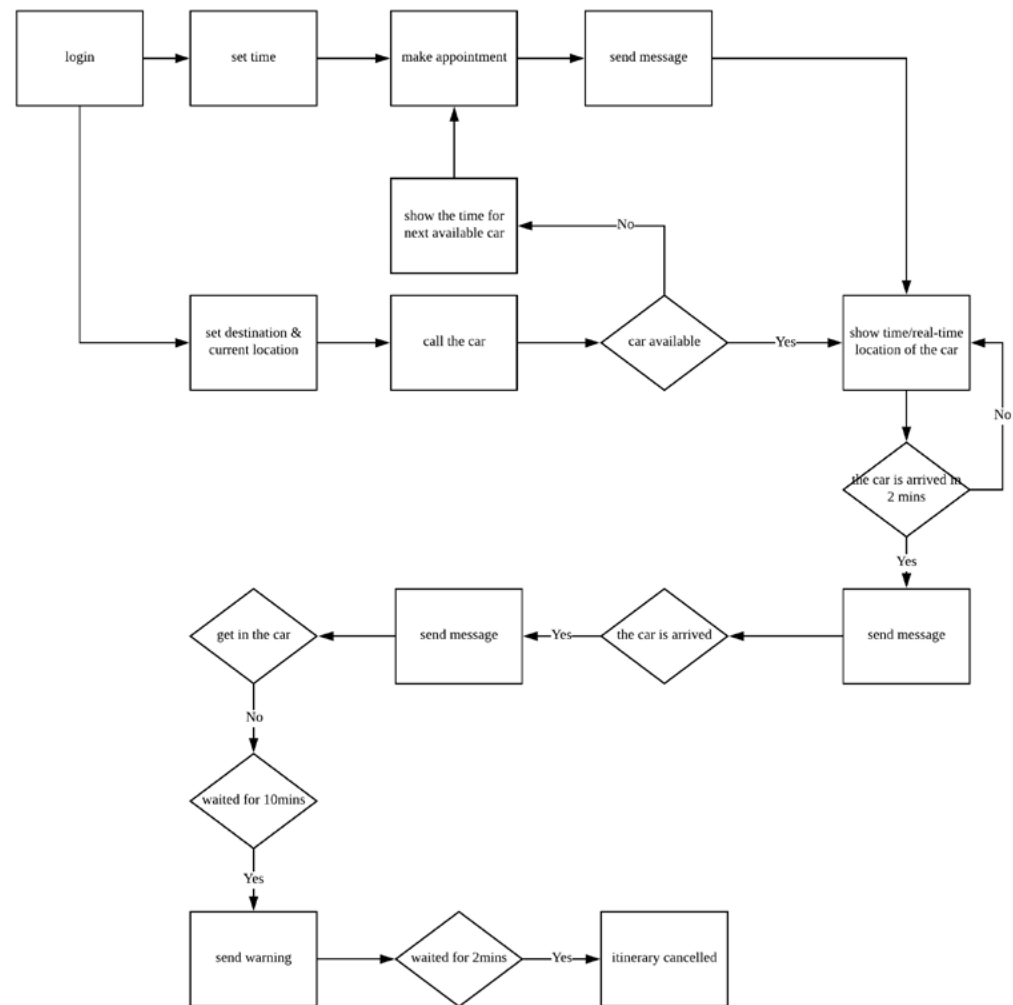 login
set time
make appointment
send message
show the time for
next available car
No
set destination &
current location
call the car
car available
Yes
show time/real-time
location of the car
No
the car is arrived in
2 mins
Yes
get in the car
send message
Yes
the car is arrived
send message
No
waited for 10mins
Yes
send warning
waited for 2mins
Yes
itinerary cancelled